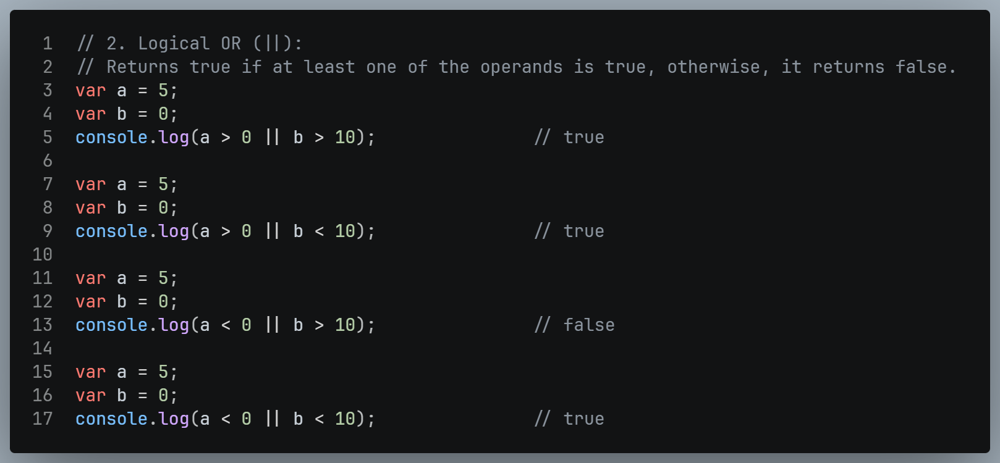 1 // 2. Logical OR (||):
2 // Returns true if at least one of the operands is true, otherwise, it returns false.
3 var a = 5;
4 var b = 0;
5 console.log(a > 0 || b > 10); // true
6
7 var a = 5;
8 var b = 0;
9 console.log(a > 0 || b < 10); // true
10
11 var a = 5;
12 var b = 0;
13 console.log(a < 0 || b > 10); // false
14
15 var a = 5;
16 var b = 0;
17 console.log(a < 0 || b < 10); // true